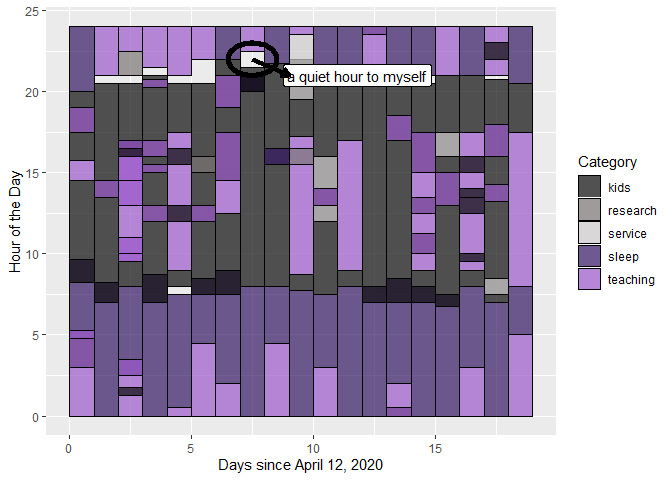 25
20
15
10
5
0
Hour of the Day
a quiet hour to myself
0
5
10
15
Days since April 12, 2020
Category
kids
research
service
sleep
teaching